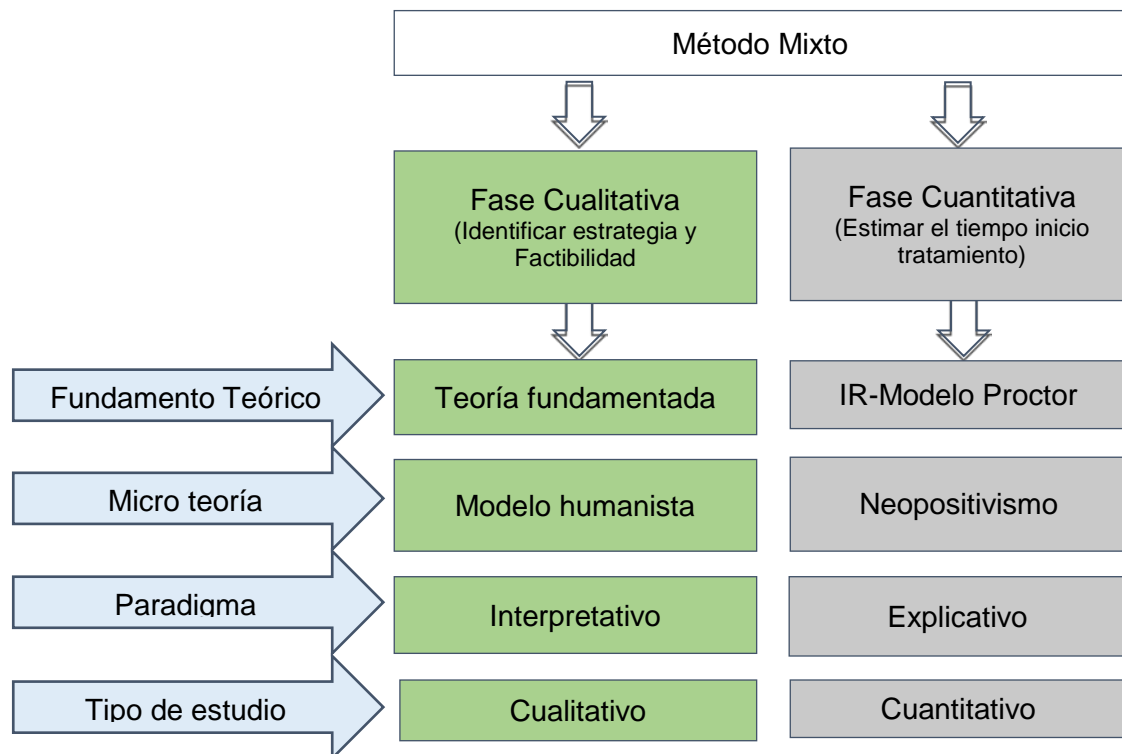 Método Mixto
Fase Cualitativa
(Identificar estrategia y
Factibilidad
Fase Cuantitativa
(Estimar el tiempo inicio
tratamiento)
Fundamento Teórico
Teoría fundamentada
IR-Modelo Proctor
Micro teoría
Modelo humanista
Neopositivismo
Paradigma
Interpretativo
Explicativo
Tipo de estudio
Cualitativo
Cuantitativo